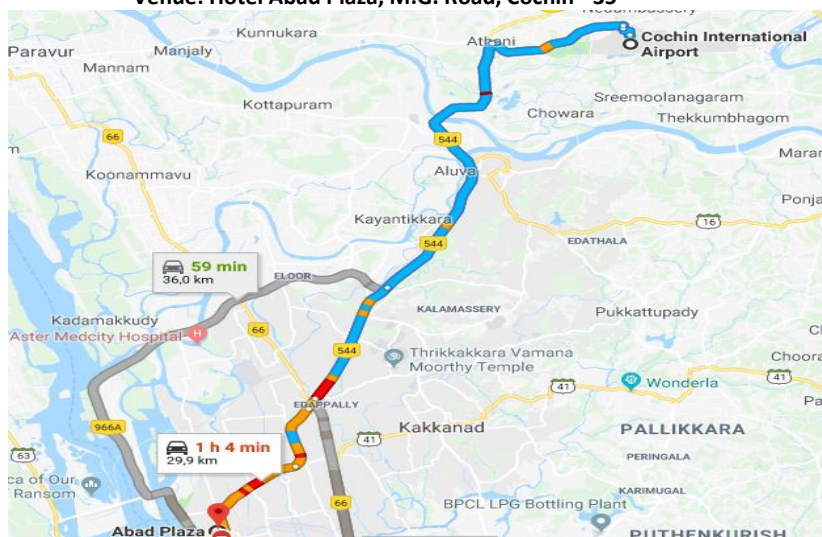 Venue: Hotel Abad Plaza, M.G. Road, Cochin - 35
Nedumbassery
Kunnukara
Athani
Cochin International
Airport
Paravur
Manjaly
Mannam
Kottapuram
Sreemoolanagaram
Chowara
Thekkumbhagom
66
544
Aluva
Koonammavu
Kayantikkara
16
544
EDATHALA
59 min
36,0 km
ELOOR
KALAMASSERY
Pukkattupady
Kadamakkudy
Aster Medcity Hospital
H
66
544
Thrikkakkara Vamana
Moorthy Temple
41
41
Wonderla
EDAPPALLY
966A
Kakkanad
PALLIKKARA
1 h 4 min
29,9 km
41
63
PERINGALA
KARIMUGAL
ca of Our
Ransom
66
BPCL LPG Bottling Plant
Abad Plaza
PUTHENKURISH